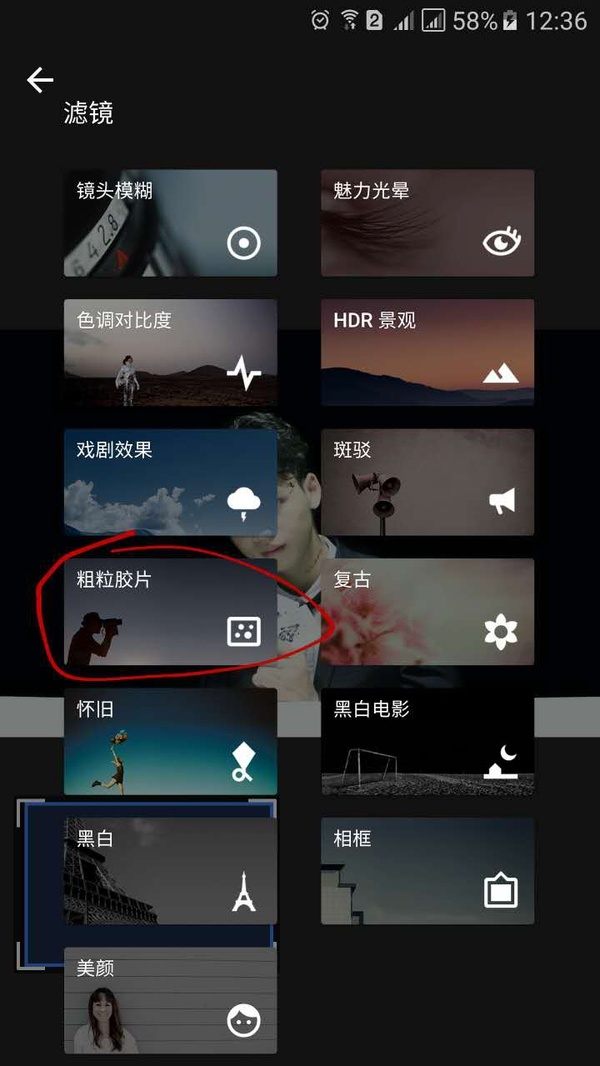 2 58% 12:36
滤镜
镜头模糊
魅力光晕
色调对比度
HDR 景观
戏剧效果
斑驳
粗粒胶片
复古
怀旧
黑白电影
黑白
相框
美颜